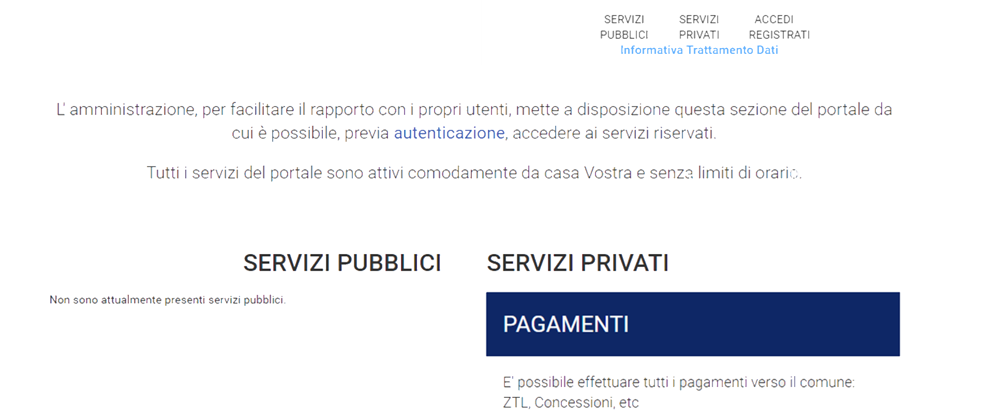 SERVIZI PUBBLICI
SERVIZI PRIVATI
ACCEDI REGISTRATI
Informativa Trattamento Dati
L' amministrazione, per facilitare il rapporto con i propri utenti, mette a disposizione questa sezione del portale da
cui è possibile, previa autenticazione, accedere ai servizi riservati.
Tutti i servizi del portale sono attivi comodamente da casa Vostra e senza limiti di orario.
SERVIZI PUBBLICI
Non sono attualmente presenti servizi pubblici.
SERVIZI PRIVATI
PAGAMENTI
E' possibile effettuare tutti i pagamenti verso il comune:
ZTL, Concessioni, etc